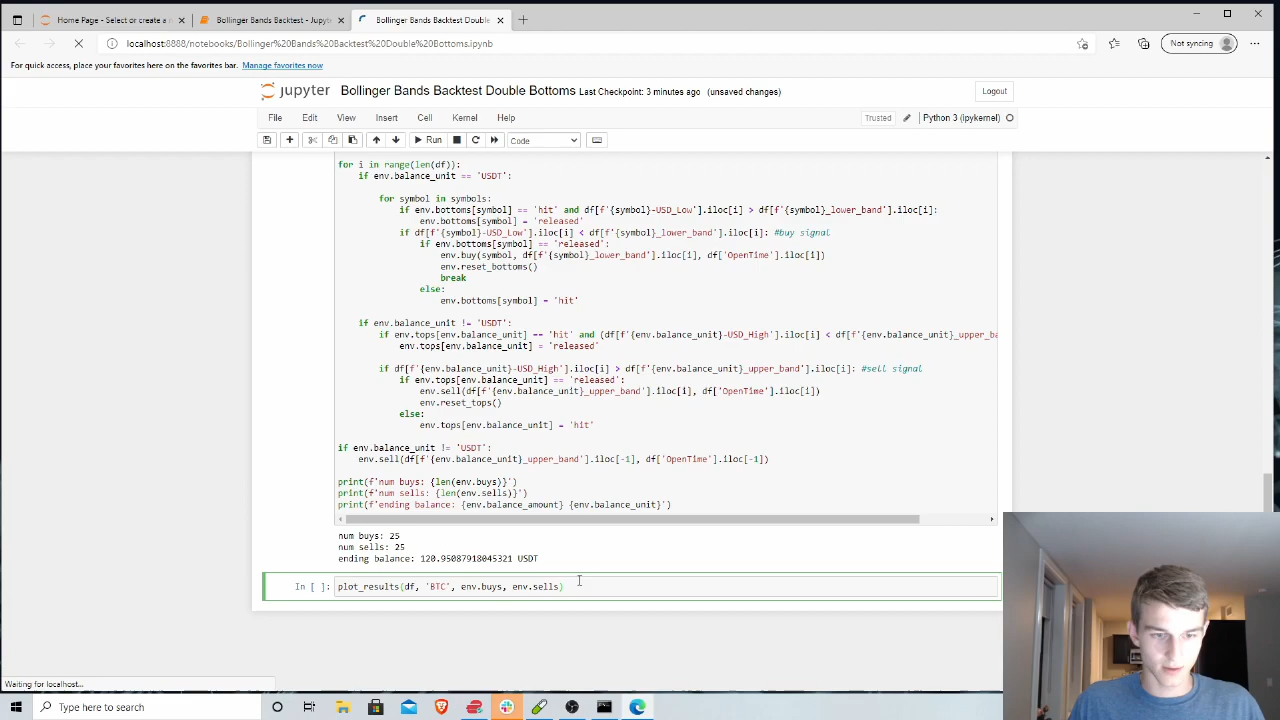 Home Page - Select or create a n
Bollinger Bands Backtest - Jupyte
Bollinger Bands Backtest Double
localhost:8888/notebooks/Bollinger%20Bands%20Backtest%20Double%20Bottoms.ipynb
Not syncing
For quick access, place your favorites here on the favorites bar. Manage favorites now
jupyter Bollinger Bands Backtest Double Bottoms Last Checkpoint: 3 minutes ago (unsaved changes)
Logout
File Edit View Insert Cell Kernel Help
Trusted Python 3 (ipykernel)
Run Code
for i in range(len(df)):
if env.balance_unit == 'USDT':
for symbol in symbols:
if env.bottoms[symbol] == 'hit' and df[f'{symbol}-USD_Low'].iloc[i] > df[f'{symbol}_lower_band'].iloc[i]:
env.bottoms[symbol] = 'released'
if df[f'{symbol}-USD_Low'].iloc[i] < df[f'{symbol}_lower_band'].iloc[i]: #buy signal
if env.bottoms[symbol] == 'released':
env.buy(symbol, df[f'{symbol}_lower_band'].iloc[i], df['OpenTime'].iloc[i])
env.reset_bottoms()
break
else:
env.bottoms[symbol] = 'hit'
if env.balance_unit != 'USDT':
if env.tops[env.balance_unit] == 'hit' and (df[f'{env.balance_unit}-USD_High'].iloc[i] < df[f'{env.balance_unit}_upper_band'].iloc[i]
env.tops[env.balance_unit] = 'released'
if df[f'{env.balance_unit}-USD_High'].iloc[i] > df[f'{env.balance_unit}_upper_band'].iloc[i]: #sell signal
if env.tops[env.balance_unit] == 'released':
env.sell(df[f'{env.balance_unit}_upper_band'].iloc[i], df['OpenTime'].iloc[i])
env.reset_tops()
else:
env.tops[env.balance_unit] = 'hit'
if env.balance_unit != 'USDT':
env.sell(df[f'{env.balance_unit}_upper_band'].iloc[-1], df['OpenTime'].iloc[-1])
print(f'num buys: {len(env.buys)}')
print(f'num sells: {len(env.sells)}')
print(f'ending balance: {env.balance_amount} {env.balance_unit}')
num buys: 25
num sells: 25
ending balance: 120.95087918045321 USDT
In [ ]: plot_results(df, 'BTC', env.buys, env.sells)
Waiting for localhost...
Type here to search